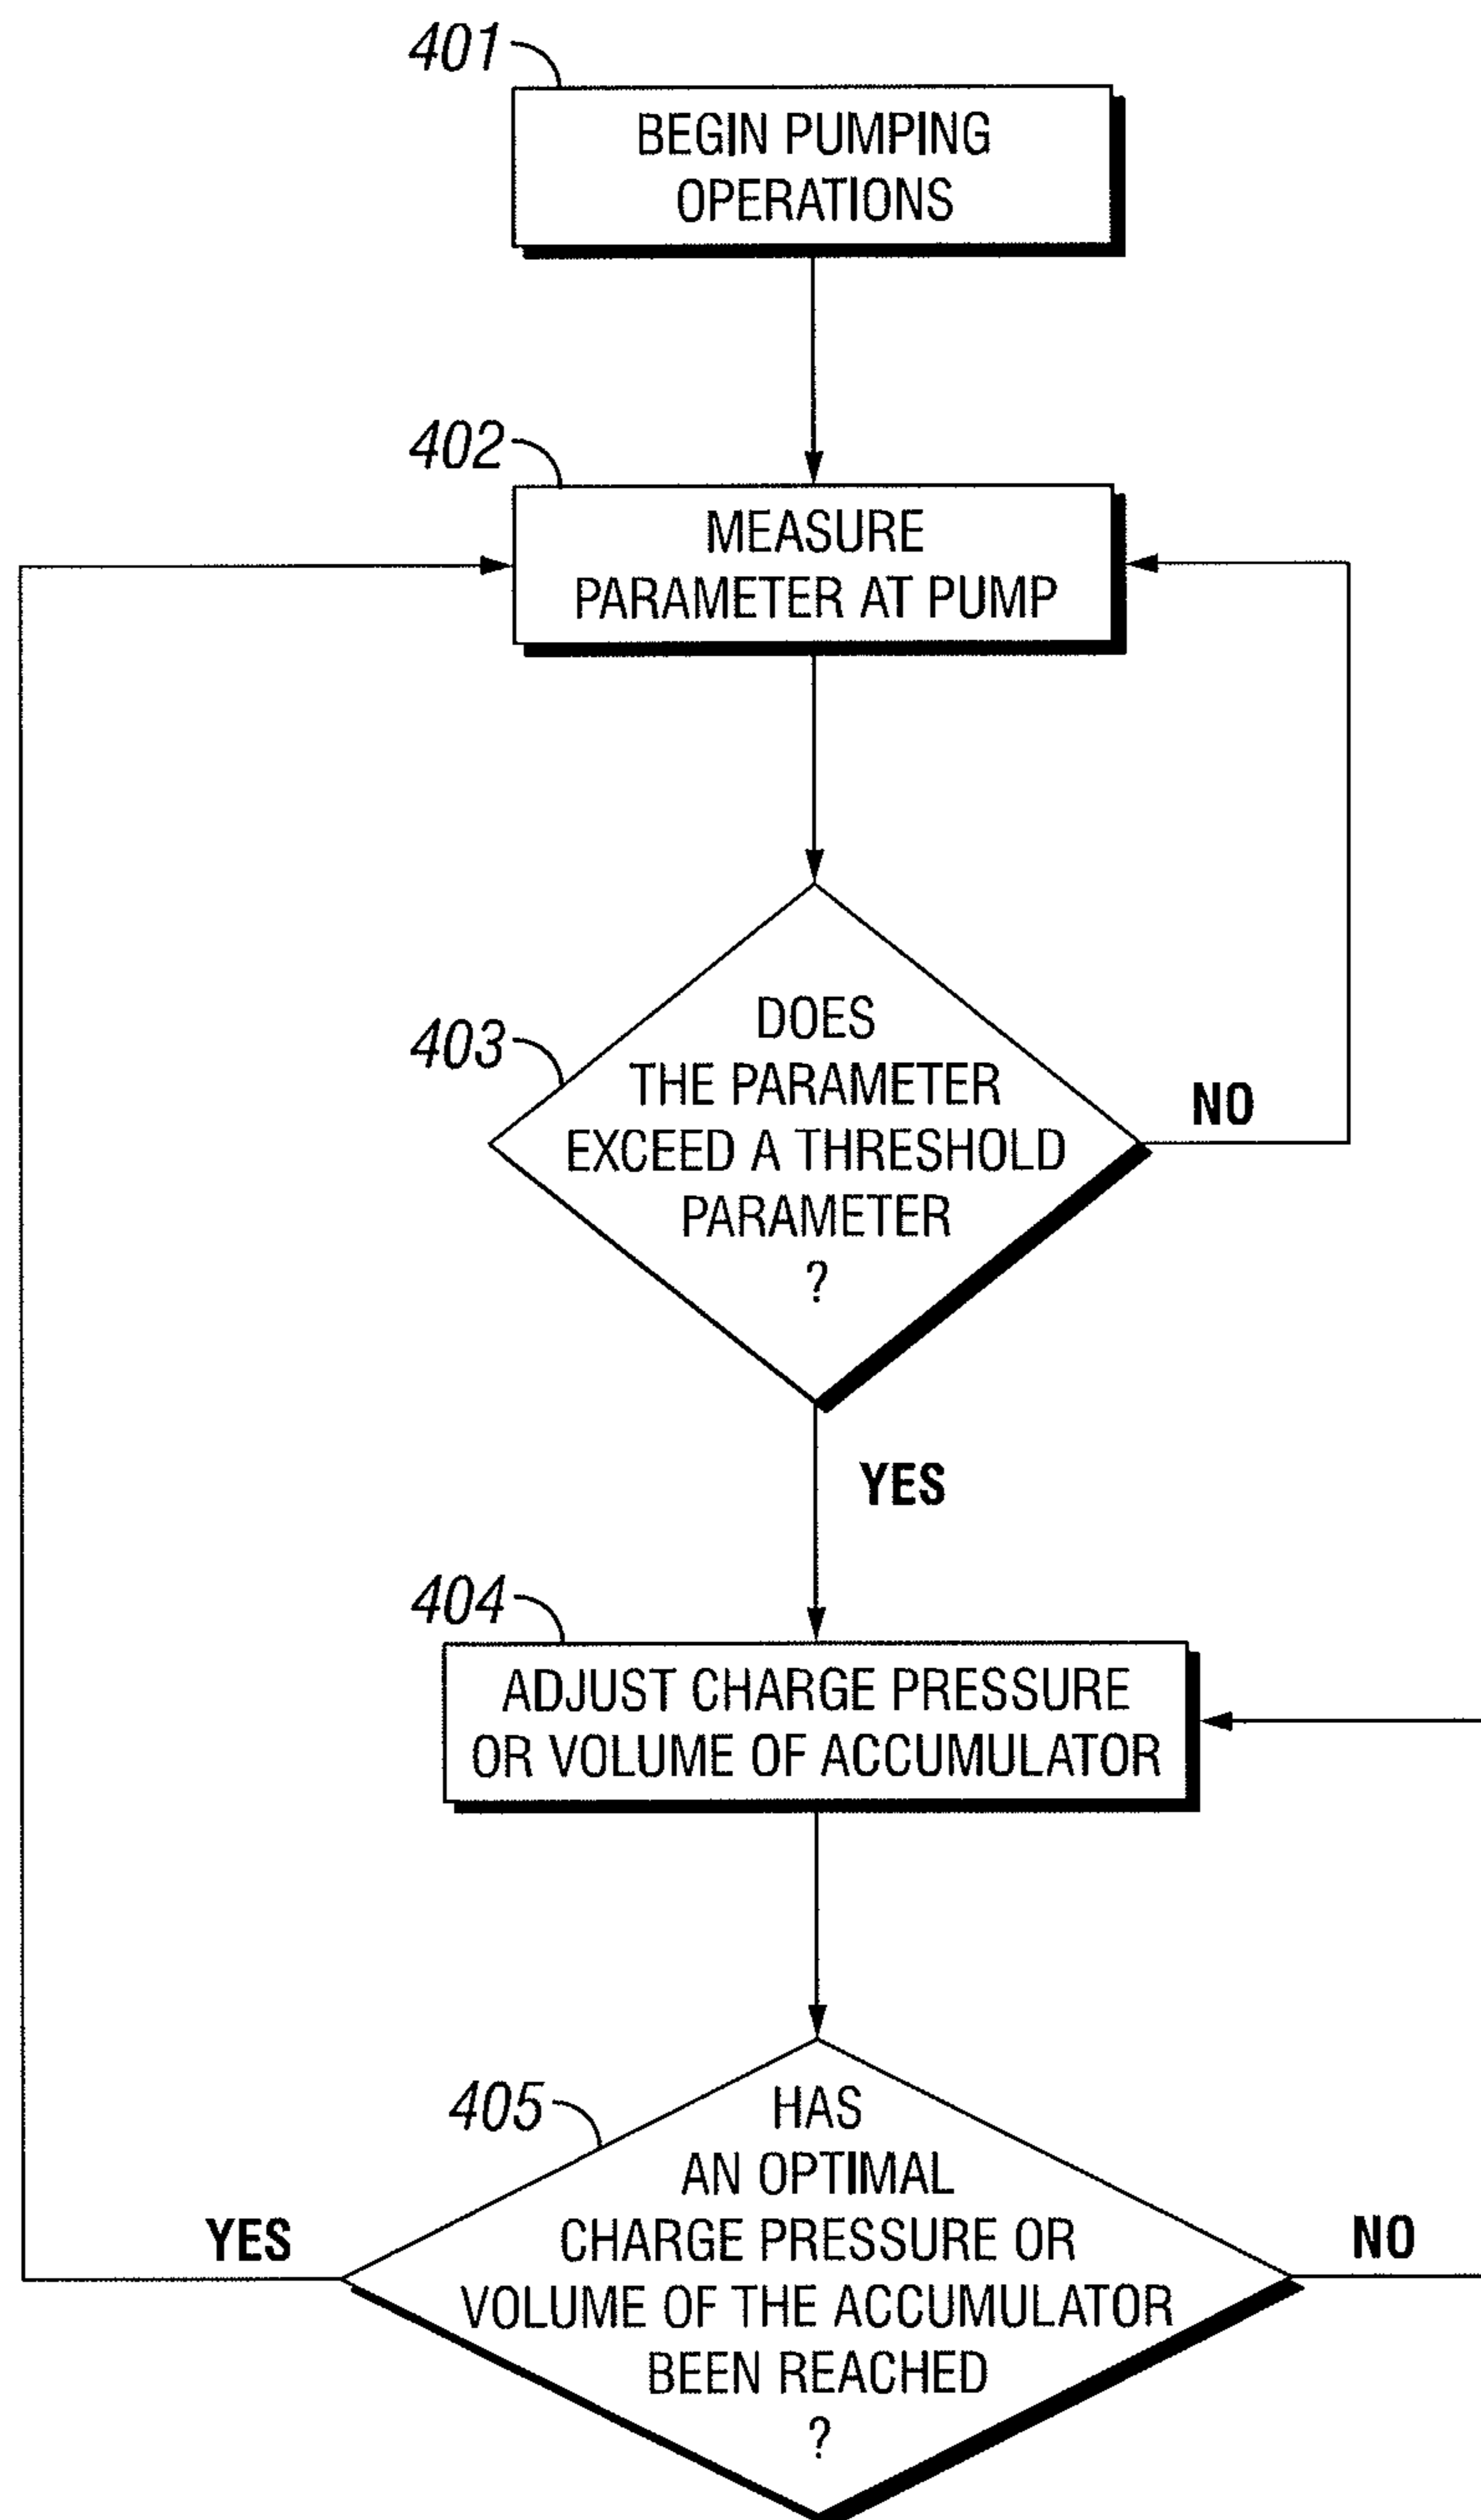 401
BEGIN PUMPING
OPERATIONS
402
MEASURE
PARAMETER AT PUMP
403
DOES
THE PARAMETER
EXCEED A THRESHOLD
PARAMETER
?
NO
YES
404
ADJUST CHARGE PRESSURE
OR VOLUME OF ACCUMULATOR
405
HAS
AN OPTIMAL
CHARGE PRESSURE OR
VOLUME OF THE ACCUMULATOR
BEEN REACHED
?
YES
NO